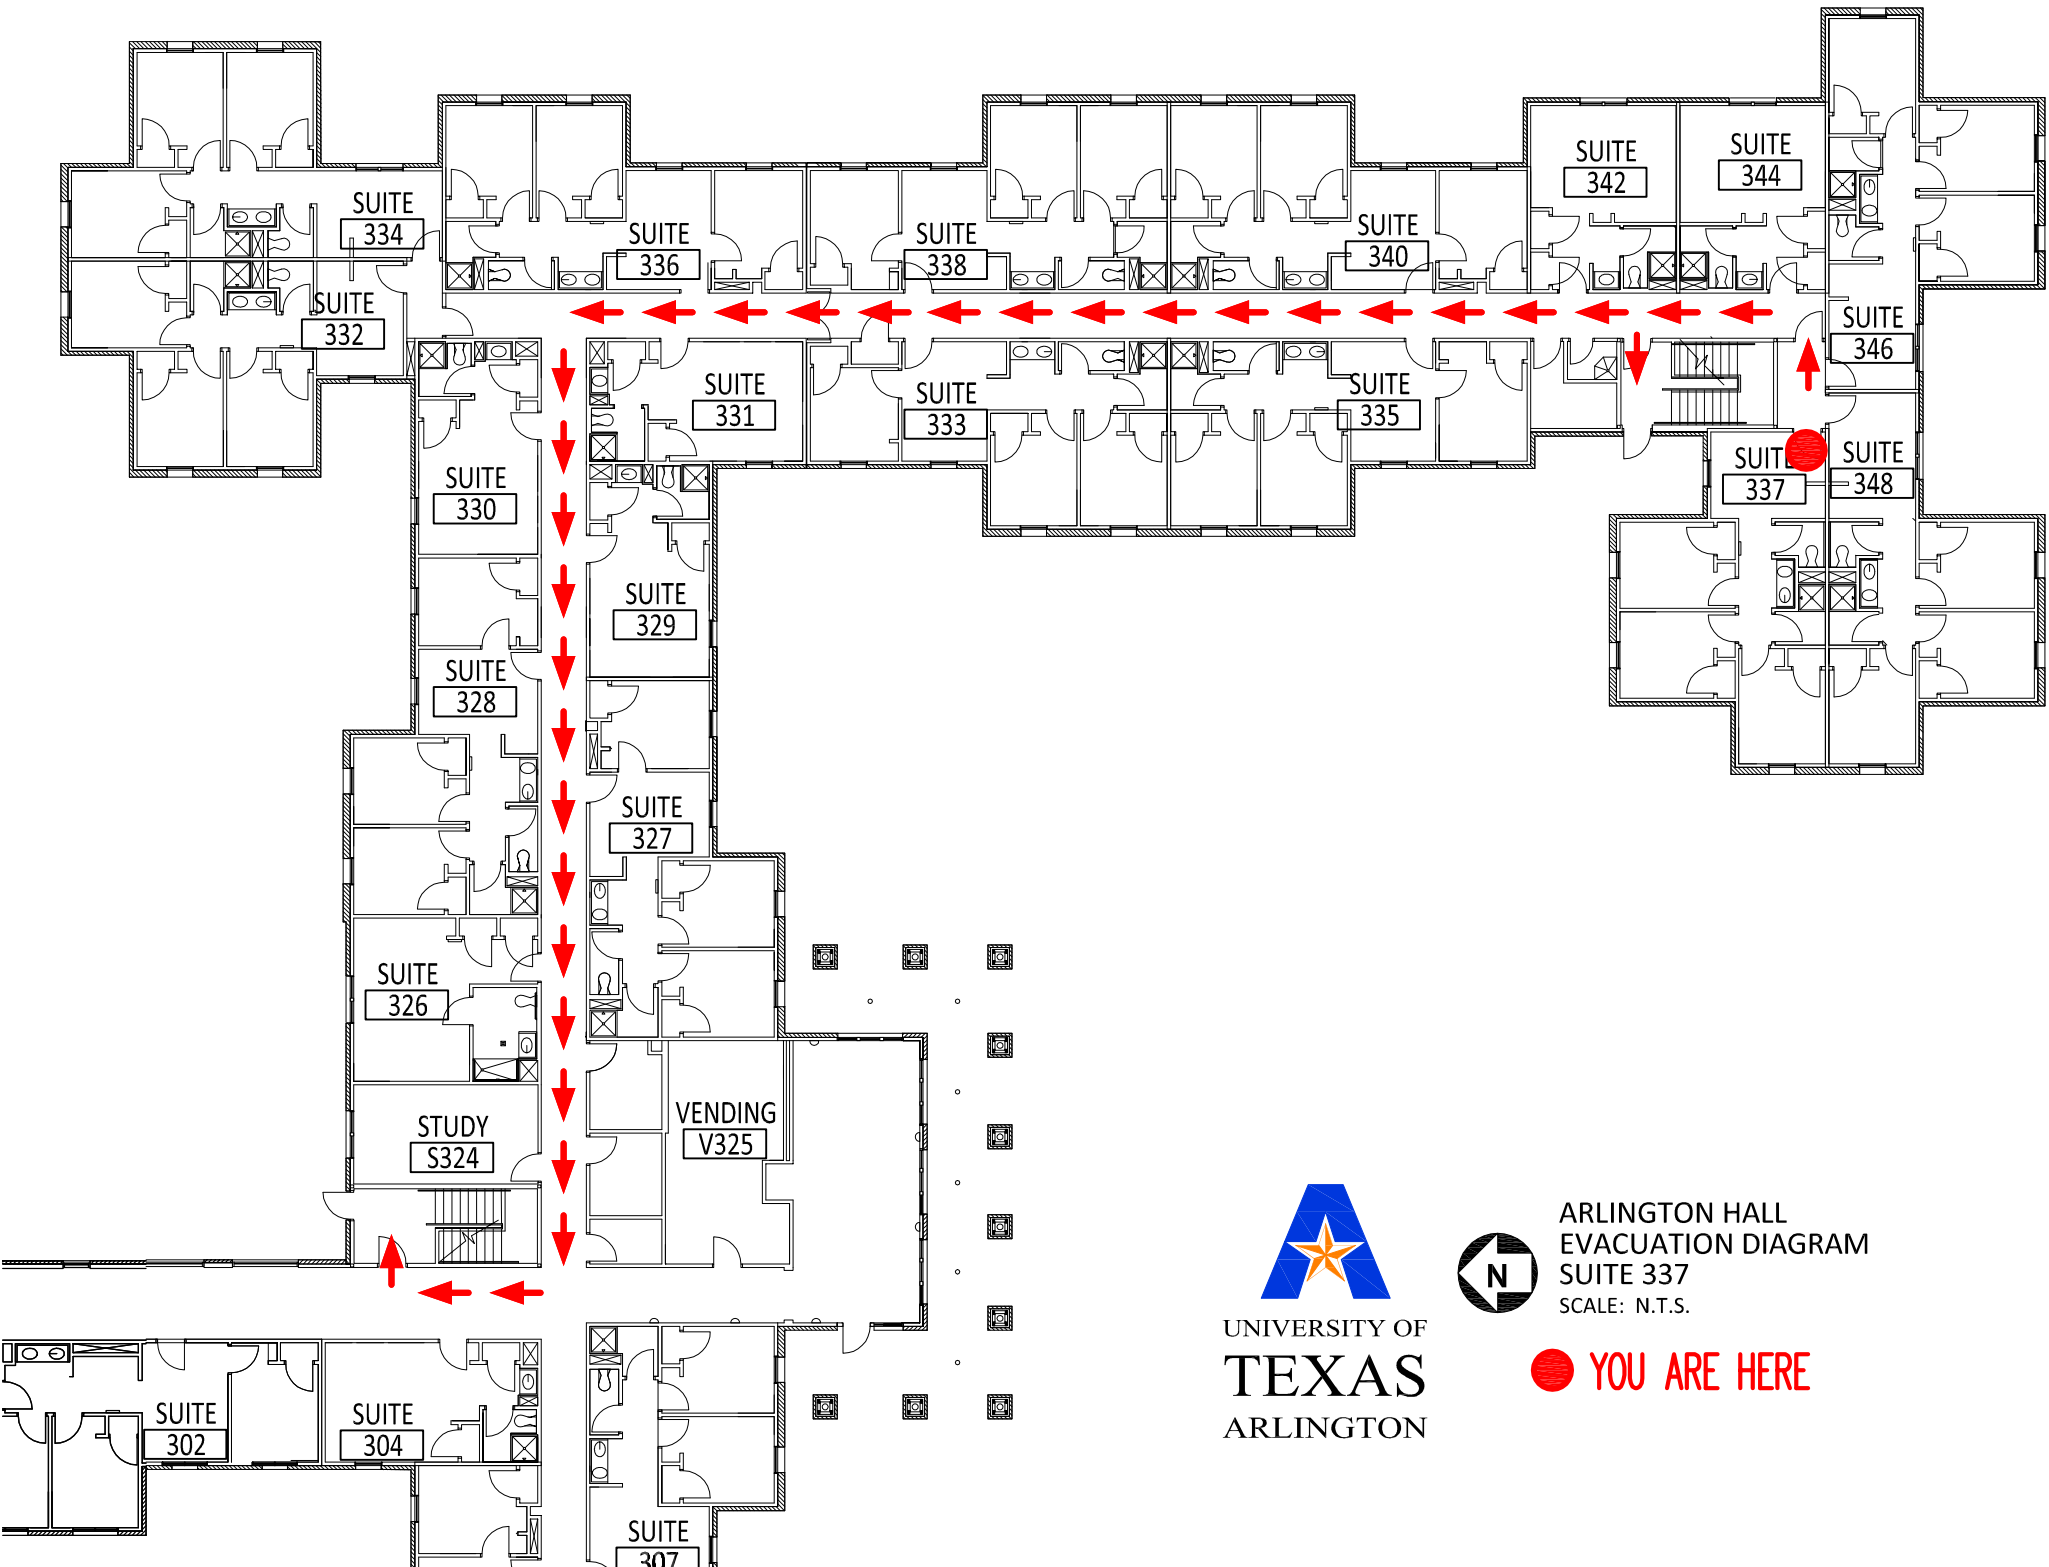 SUITE
334
SUITE
332
SUITE
336
SUITE
338
SUITE
340
SUITE
342
SUITE
344
SUITE
346
SUITE
330
SUITE
331
SUITE
333
SUITE
335
SUITE
337
SUITE
348
SUITE
329
SUITE
328
SUITE
327
SUITE
326
STUDY
S324
VENDING
V325
SUITE
302
SUITE
304
SUITE
307
UNIVERSITY OF
TEXAS
ARLINGTON
N
ARLINGTON HALL
EVACUATION DIAGRAM
SUITE 337
SCALE: N.T.S.
YOU ARE HERE